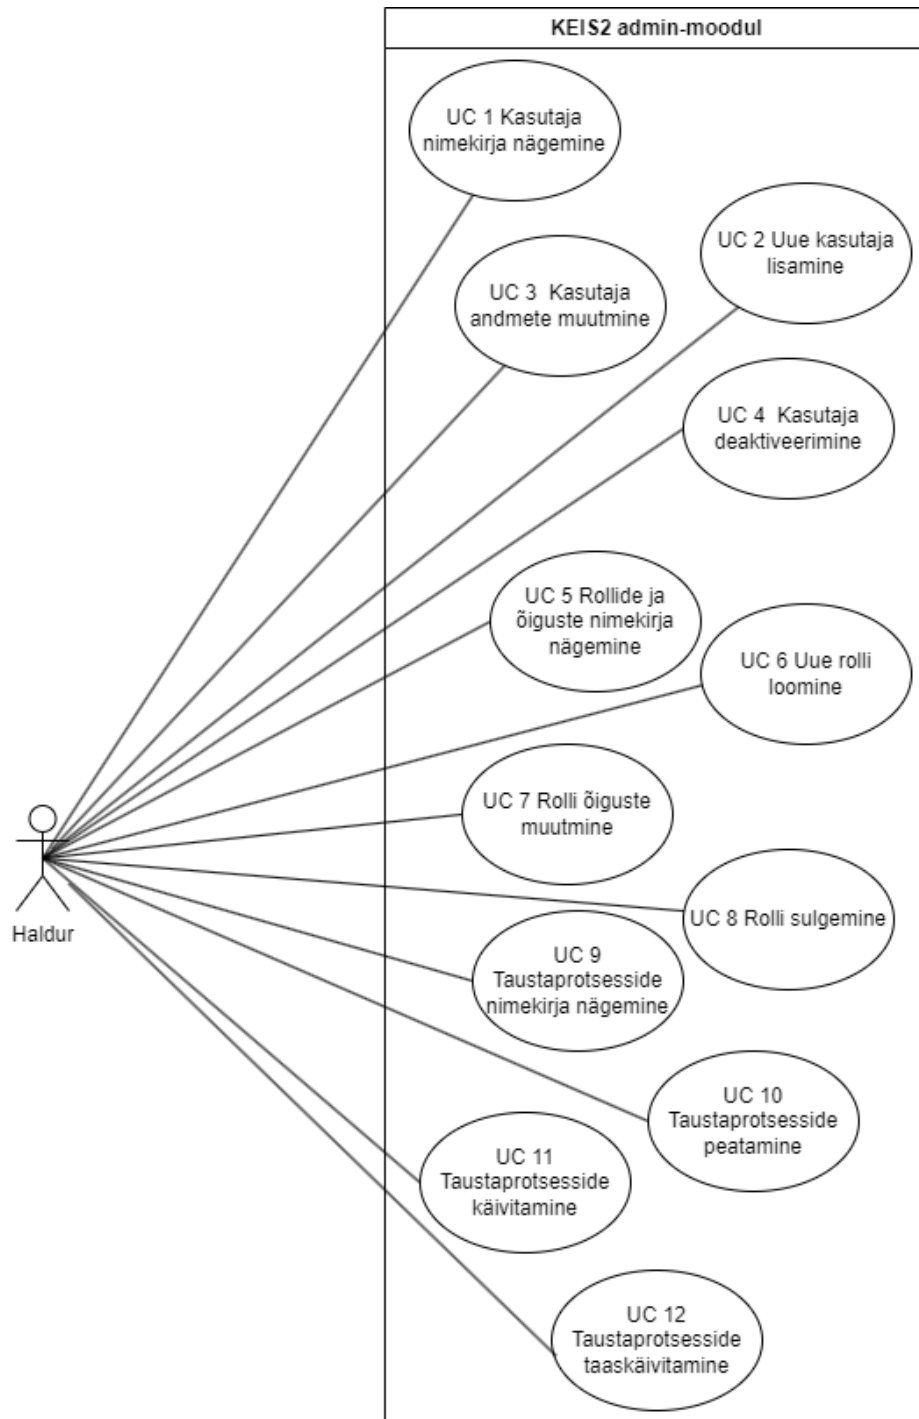 KEIS2 admin-moodul
UC 1 Kasutaja
nimekirja nägemine
UC 2 Uue kasutaja
lisamine
UC 3 Kasutaja
andmete muutmine
UC 4 Kasutaja
deaktiveerimine
UC 5 Rollide ja
õiguste nimekirja
nägemine
UC 6 Uue rolli
loomine
UC 7 Rolli õiguste
muutmine
UC 8 Rolli sulgemine
Haldur
UC 9
Taustaprotsesside
nimekirja nägemine
UC 10
Taustaprotsesside
peatamine
UC 11
Taustaprotsesside
käivitamine
UC 12
Taustaprotsesside
taaskäivitamine